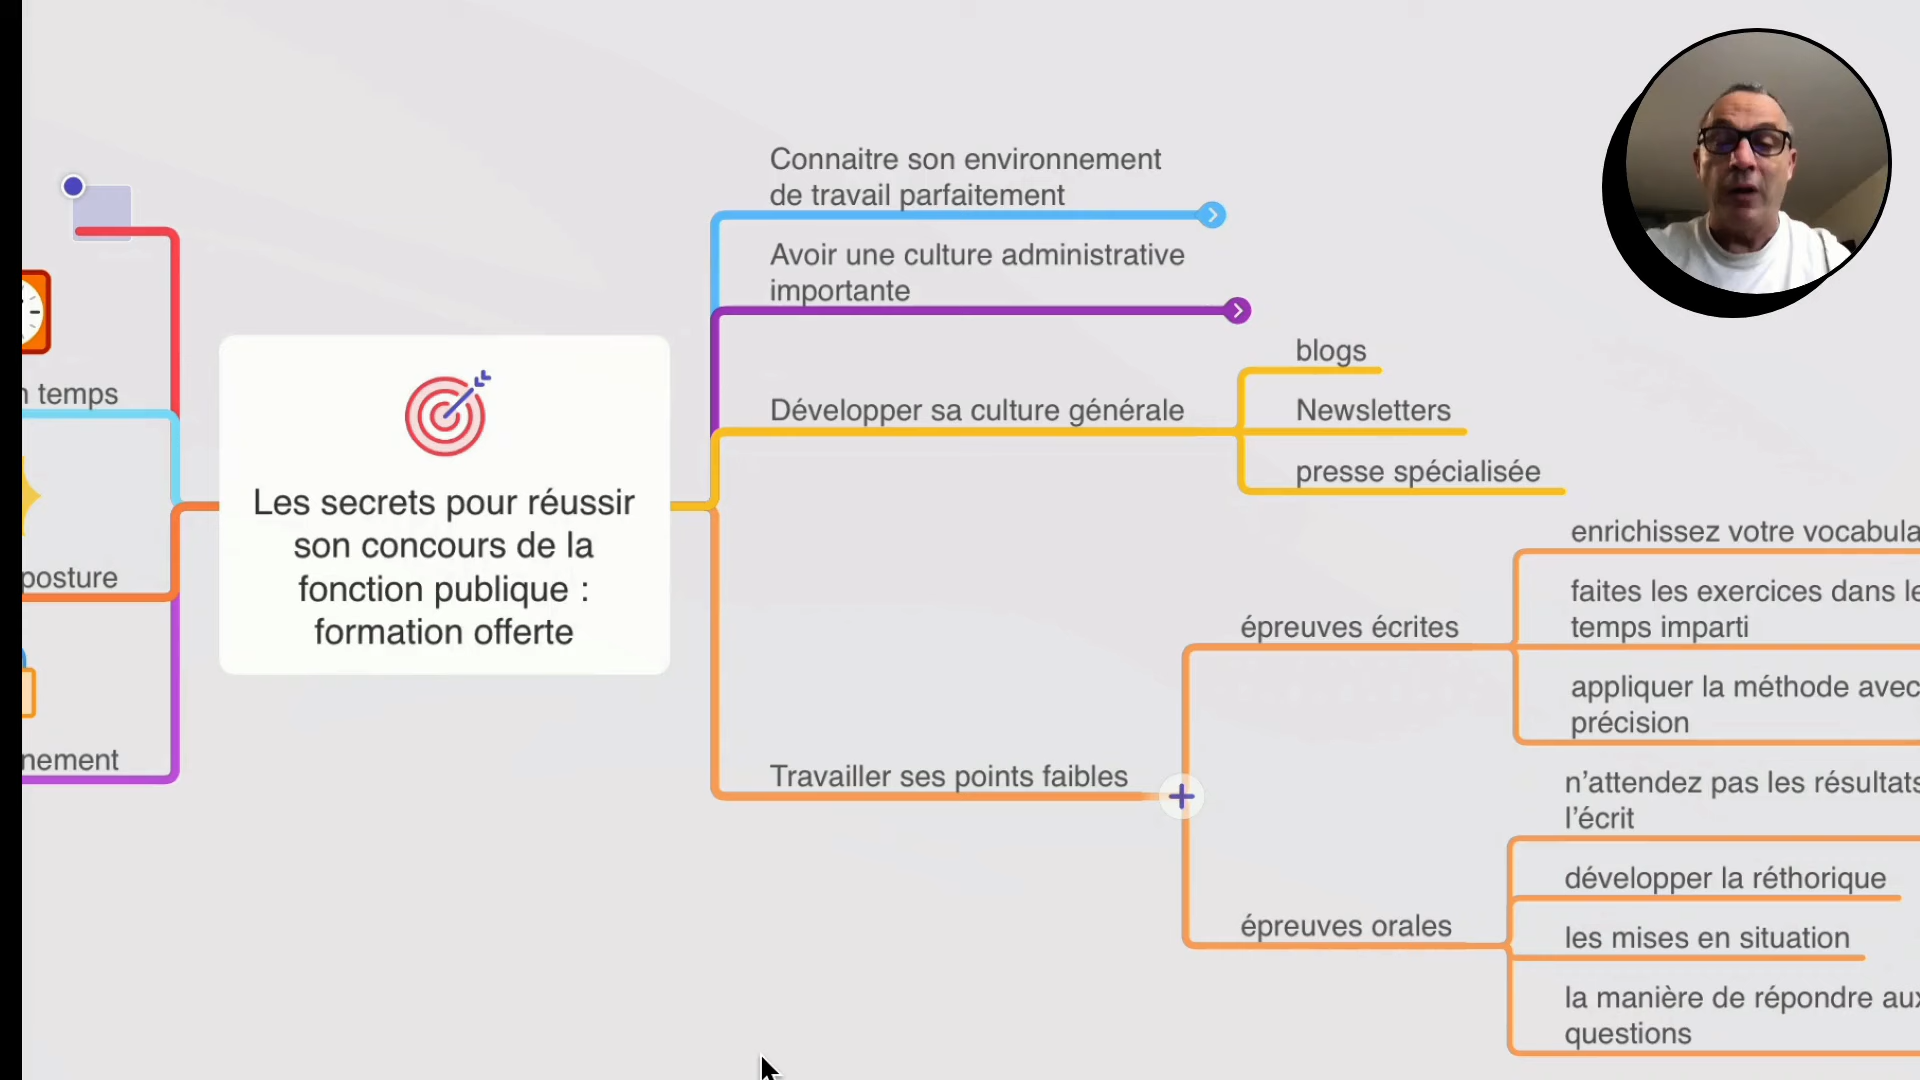 temps
posture
nement
Les secrets pour réussir
son concours de la
fonction publique :
formation offerte
Connaitre son environnement
de travail parfaitement
Avoir une culture administrative
importante
Développer sa culture générale
blogs
Newsletters
presse spécialisée
Travailler ses points faibles
épreuves écrites
enrichissez votre vocabula
faites les exercices dans le
temps imparti
appliquer la méthode avec
précision
épreuves orales
n’attendez pas les résultats
l’écrit
développer la réthorique
les mises en situation
la manière de répondre aux
questions